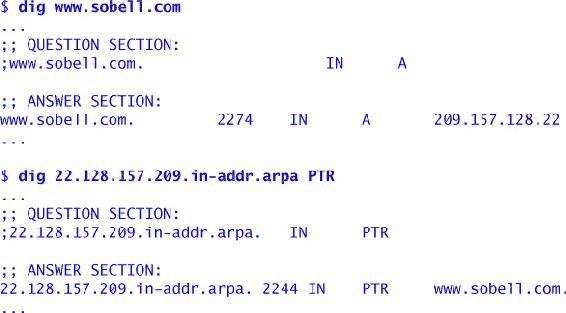 $ dig www.sobell.com
...
;; QUESTION SECTION:
;www.sobell.com. IN A
;; ANSWER SECTION:
www.sobell.com. 2274 IN A 209.157.128.22
...
$ dig 22.128.157.209.in-addr.arpa PTR
...
;; QUESTION SECTION:
;22.128.157.209.in-addr.arpa. IN PTR
;; ANSWER SECTION:
22.128.157.209.in-addr.arpa. 2244 IN PTR www.sobell.com.
...